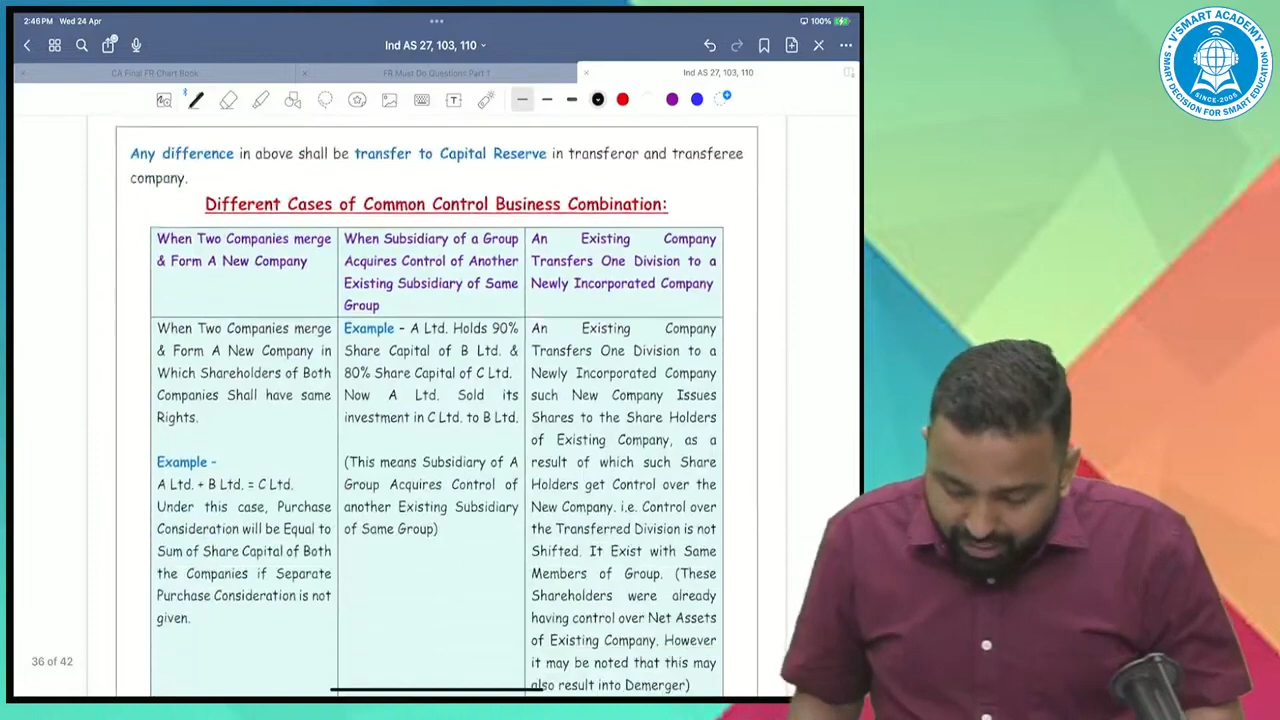 2:46 PM Wed 24 Apr
100%
Ind AS 27, 103, 110
CA Final FR Chart Book
FR Must Do Questions Part 1
Ind AS 27, 103, 110
Any difference in above shall be transfer to Capital Reserve in transferor and transferee
company.
Different Cases of Common Control Business Combination:
When Two Companies merge
& Form A New Company
When Subsidiary of a Group
Acquires Control of Another
Existing Subsidiary of Same
Group
An Existing Company
Transfers One Division to a
Newly Incorporated Company
When Two Companies merge
& Form A New Company in
Which Shareholders of Both
Companies Shall have same
Rights.
Example -
A Ltd. + B Ltd. = C Ltd.
Under this case, Purchase
Consideration will be Equal to
Sum of Share Capital of Both
the Companies if Separate
Purchase Consideration is not
given.
Example - A Ltd. Holds 90%
Share Capital of B Ltd. &
80% Share Capital of C Ltd.
Now A Ltd. Sold its
investment in C Ltd. to B Ltd.
(This means Subsidiary of A
Group Acquires Control of
another Existing Subsidiary
of Same Group)
An Existing Company
Transfers One Division to a
Newly Incorporated Company
such New Company Issues
Shares to the Share Holders
of Existing Company, as a
result of which such Share
Holders get Control over the
New Company. i.e. Control over
the Transferred Division is not
Shifted. It Exist with Same
Members of Group. (These
Shareholders were already
having control over Net Assets
of Existing Company. However
it may be noted that this may
also result into Demerger)
36 of 42
V'SMART ACADEMY
SMART DECISION FOR SMART EDUCATION
SINCE-2005